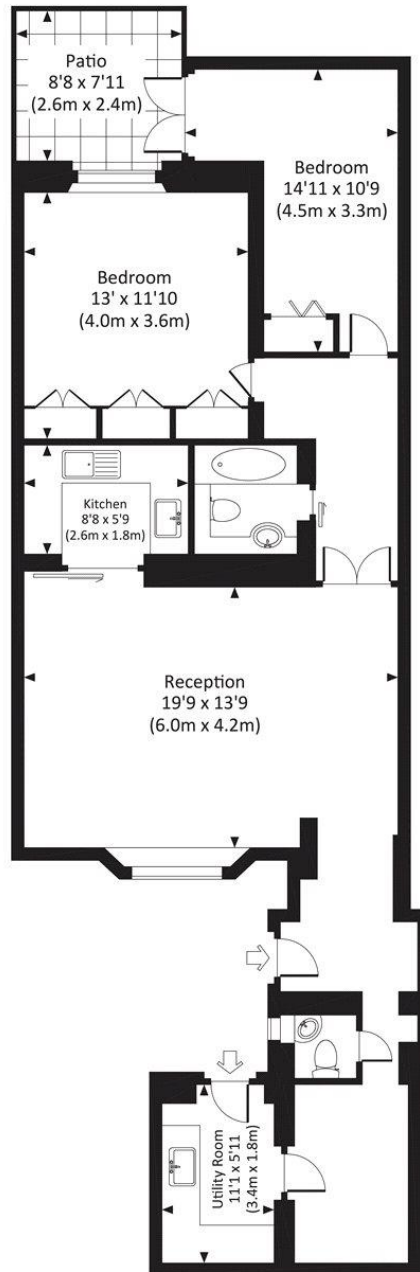 Patio
8'8 x 7'11
(2.6m x 2.4m)
Bedroom
14'11 x 10'9
(4.5m x 3.3m)
Bedroom
13' x 11'10
(4.0m x 3.6m)
Kitchen
8'8 x 5'9
(2.6m x 1.8m)
Reception
19'9 x 13'9
(6.0m x 4.2m)
Utility Room
11'1 x 5'11
(3.4m x 1.8m)